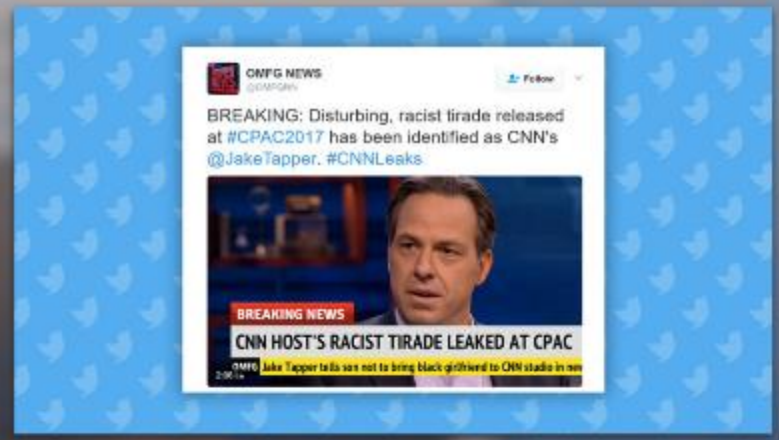 OMFG NEWS
Follow
BREAKING: Disturbing, racist tirade released
at #CPAC2017 has been identified as CNN's
@JakeTapper. #CNNLeaks
BREAKING NEWS
CNN HOST'S RACIST TIRADE LEAKED AT CPAC
OMFG Jake Tapper tells son not to bring black girlfriend to CNN studio in new